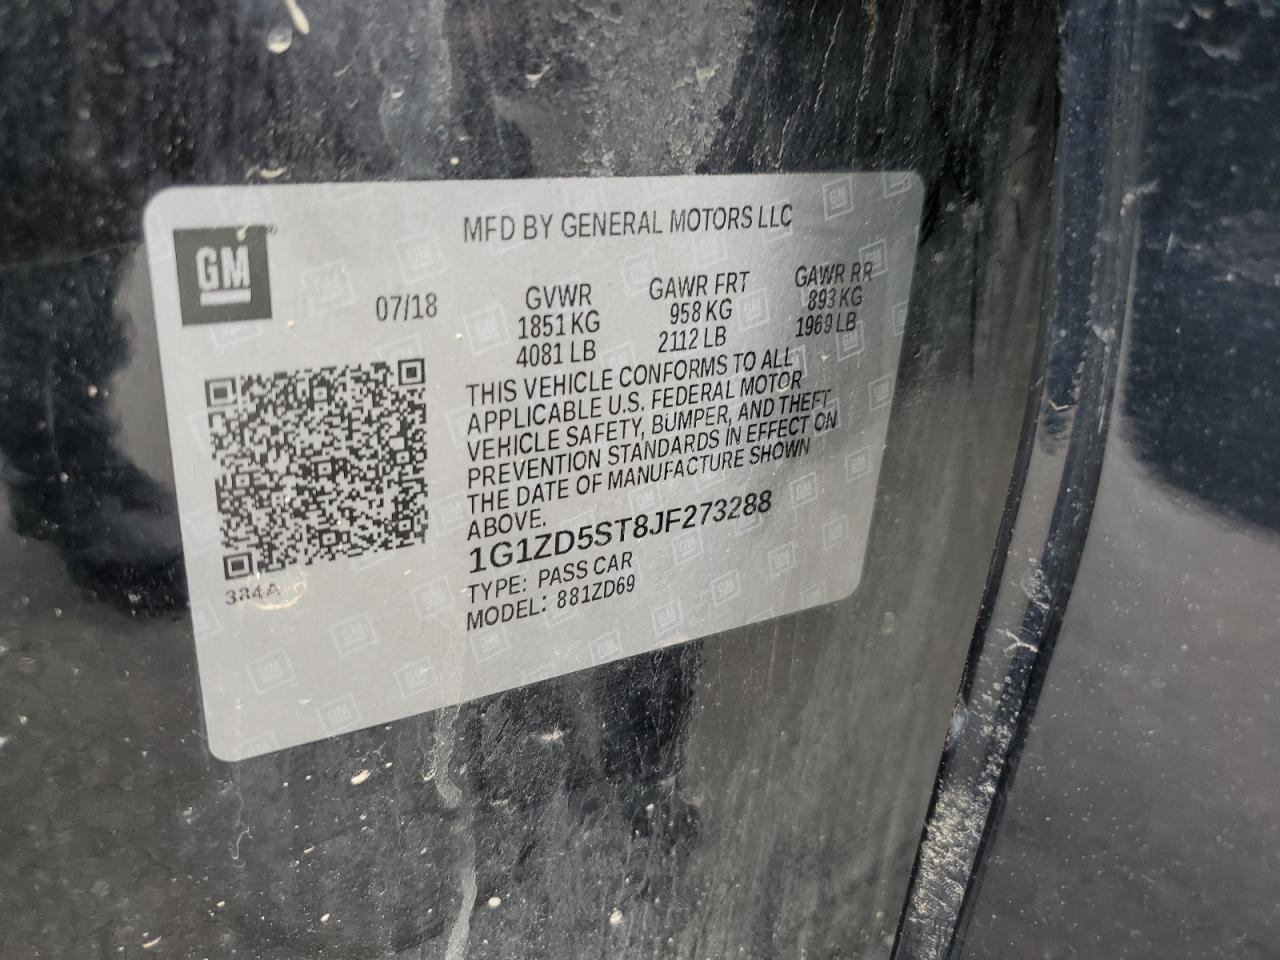 GM
MFD BY GENERAL MOTORS LLC
07/18
GVWR
1851 KG
4081 LB
GAWR FRT
958 KG
2112 LB
GAWR RR
893 KG
1969 LB
THIS VEHICLE CONFORMS TO ALL
APPLICABLE U.S. FEDERAL MOTOR
VEHICLE SAFETY, BUMPER, AND THEFT
PREVENTION STANDARDS IN EFFECT ON
THE DATE OF MANUFACTURE SHOWN
ABOVE.
1G1ZD5ST8JF273288
TYPE: PASS CAR
MODEL: 881ZD69
384A